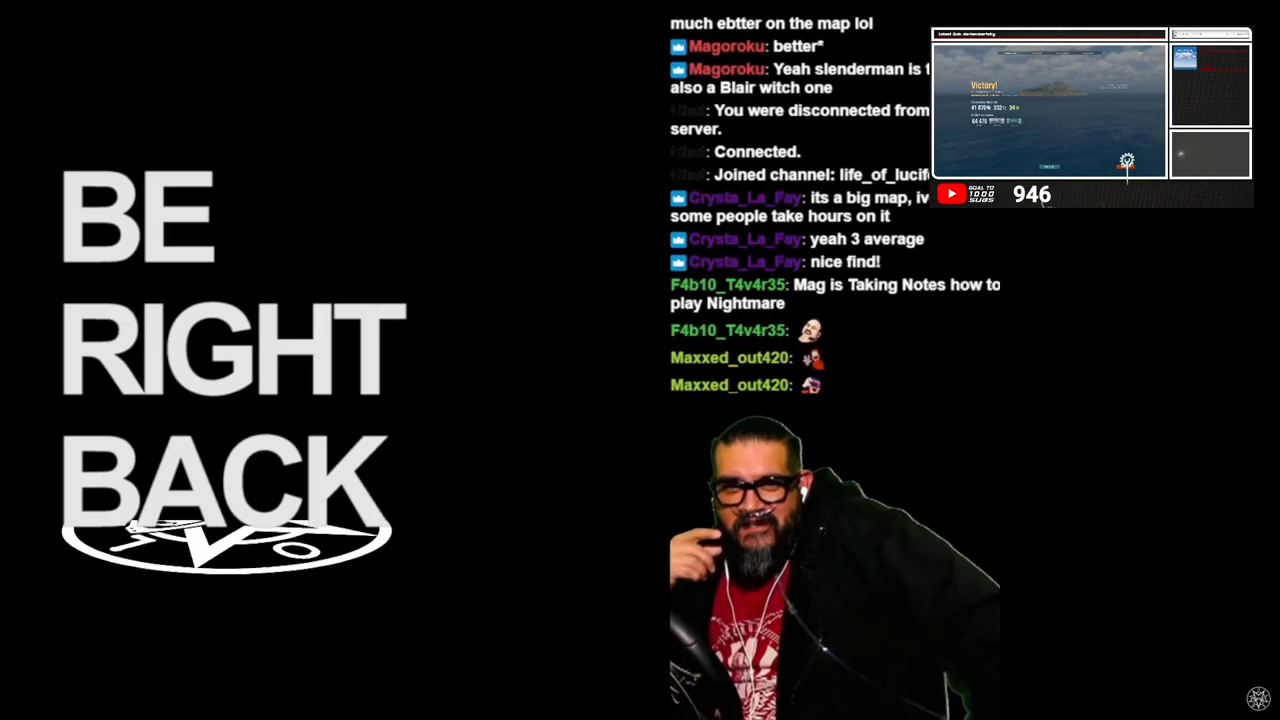 BE
RIGHT
BACK
much ebtter on the map lol
Magoroku: better*
Magoroku: Yeah slenderman is
also a Blair witch one
You were disconnected from
server.
Connected.
Joined channel: life_of_lucif
Crysta_La_Fay: its a big map, iv
some people take hours on it
Crysta_La_Fay: yeah 3 average
Crysta_La_Fay: nice find!
F4b10_T4v4r35: Mag is Taking Notes how to
play Nightmare
F4b10_T4v4r35:
Maxxed_out420:
Maxxed_out420:
Victory!
GOAL TO
1000
SUBS
946